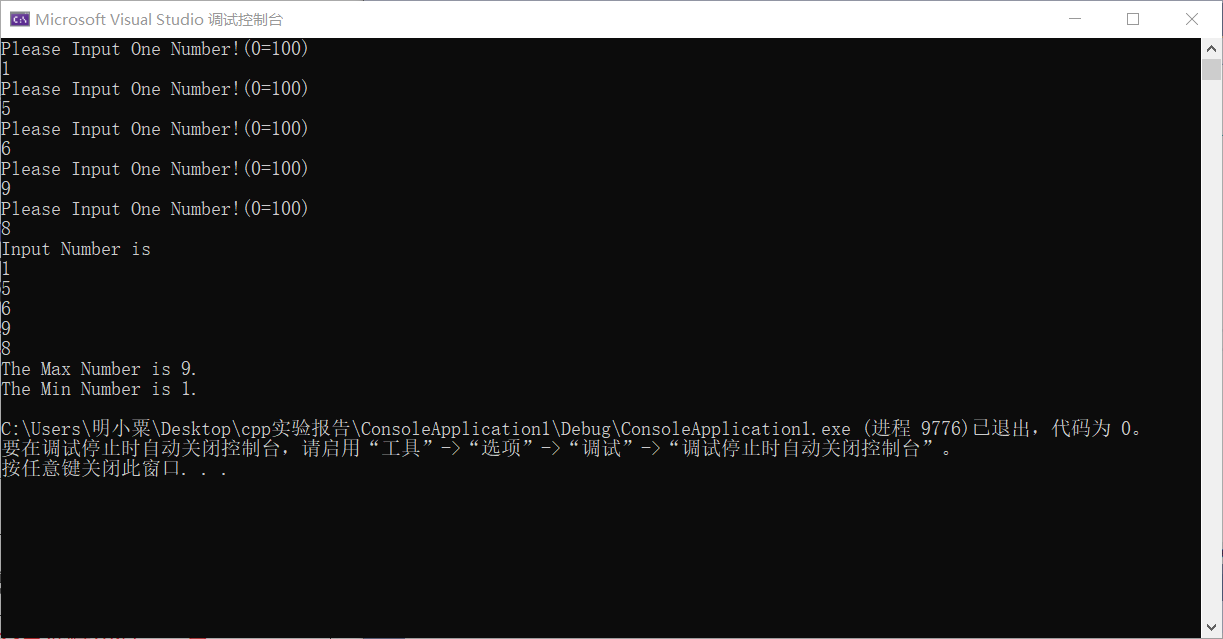 Microsoft Visual Studio 调试控制台
Please Input One Number!(0=100)
1
Please Input One Number!(0=100)
5
Please Input One Number!(0=100)
6
Please Input One Number!(0=100)
9
Please Input One Number!(0=100)
8
Input Number is
1
5
6
9
8
The Max Number is 9.
The Min Number is 1.
C:\Users\明小粟\Desktop\cpp实验报告\ConsoleApplication1\Debug\ConsoleApplication1.exe (进程 9776)已退出，代码为 0。
要在调试停止时自动关闭控制台，请启用“工具”->“选项”->“调试”->“调试停止时自动关闭控制台”。
按任意键关闭此窗口. . .